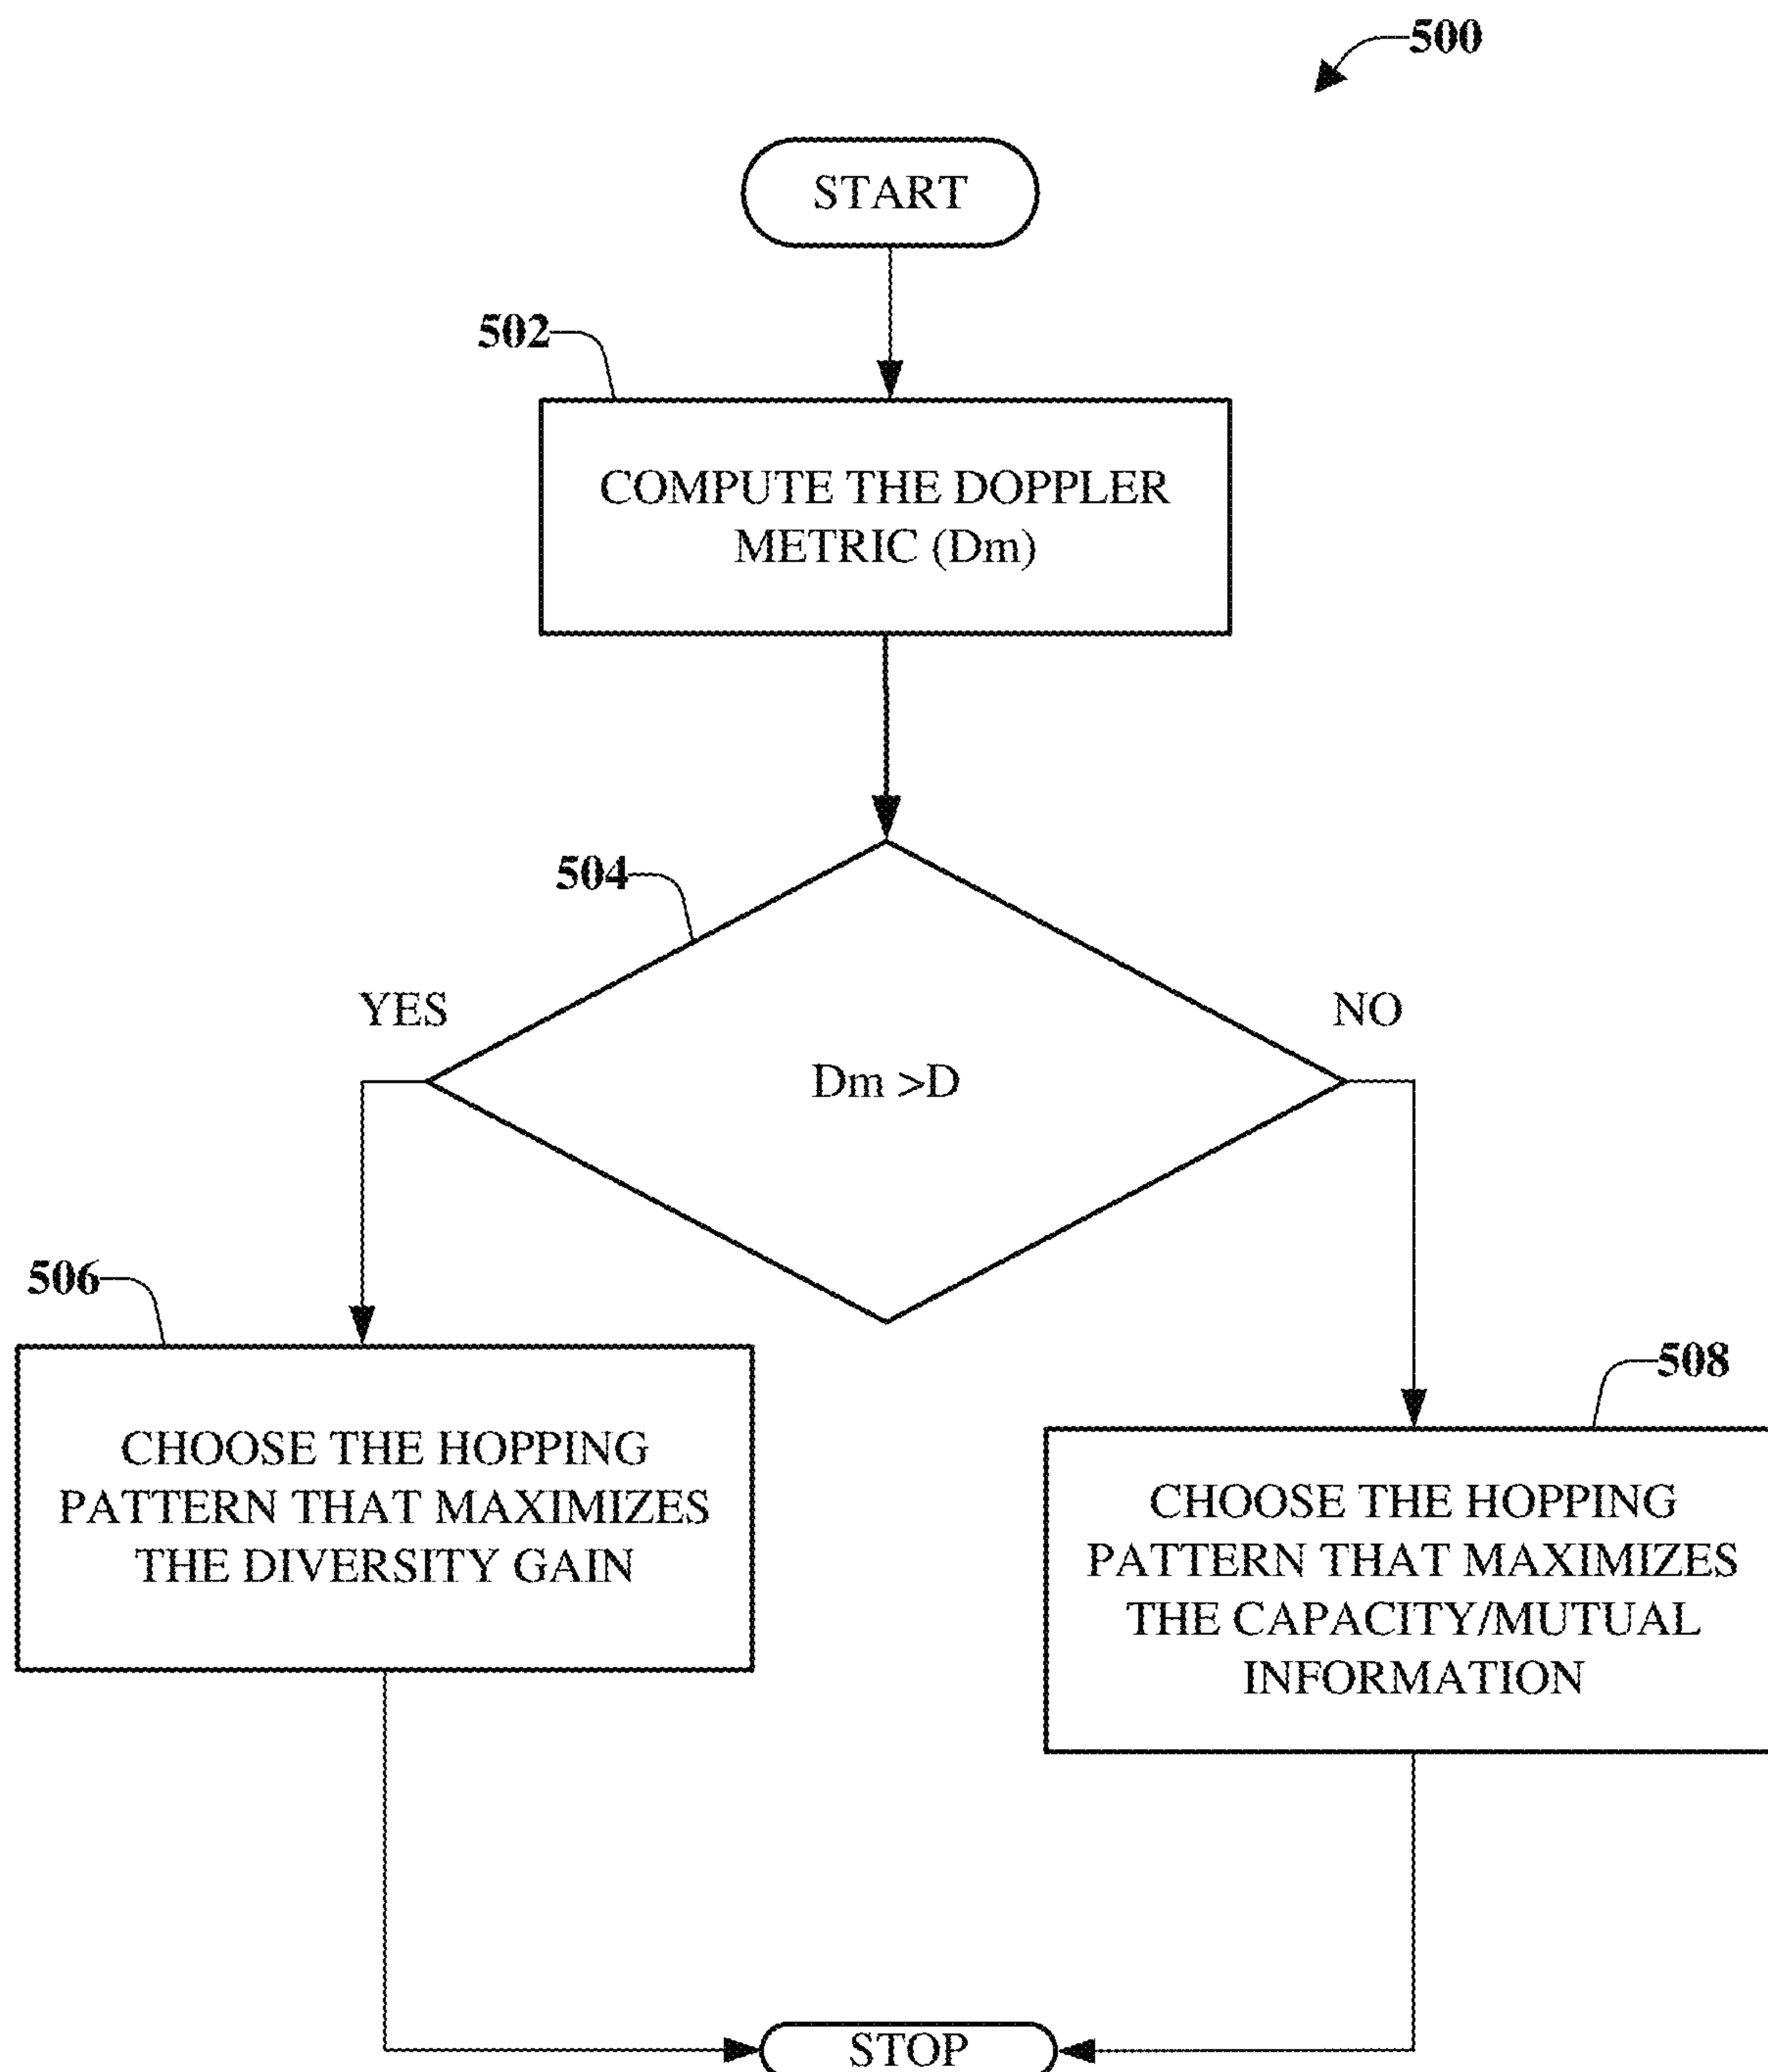 500
START
502
COMPUTE THE DOPPLER
METRIC (Dm)
504
YES
NO
Dm >D
506
508
CHOOSE THE HOPPING
PATTERN THAT MAXIMIZES
THE DIVERSITY GAIN
CHOOSE THE HOPPING
PATTERN THAT MAXIMIZES
THE CAPACITY/MUTUAL
INFORMATION
STOP